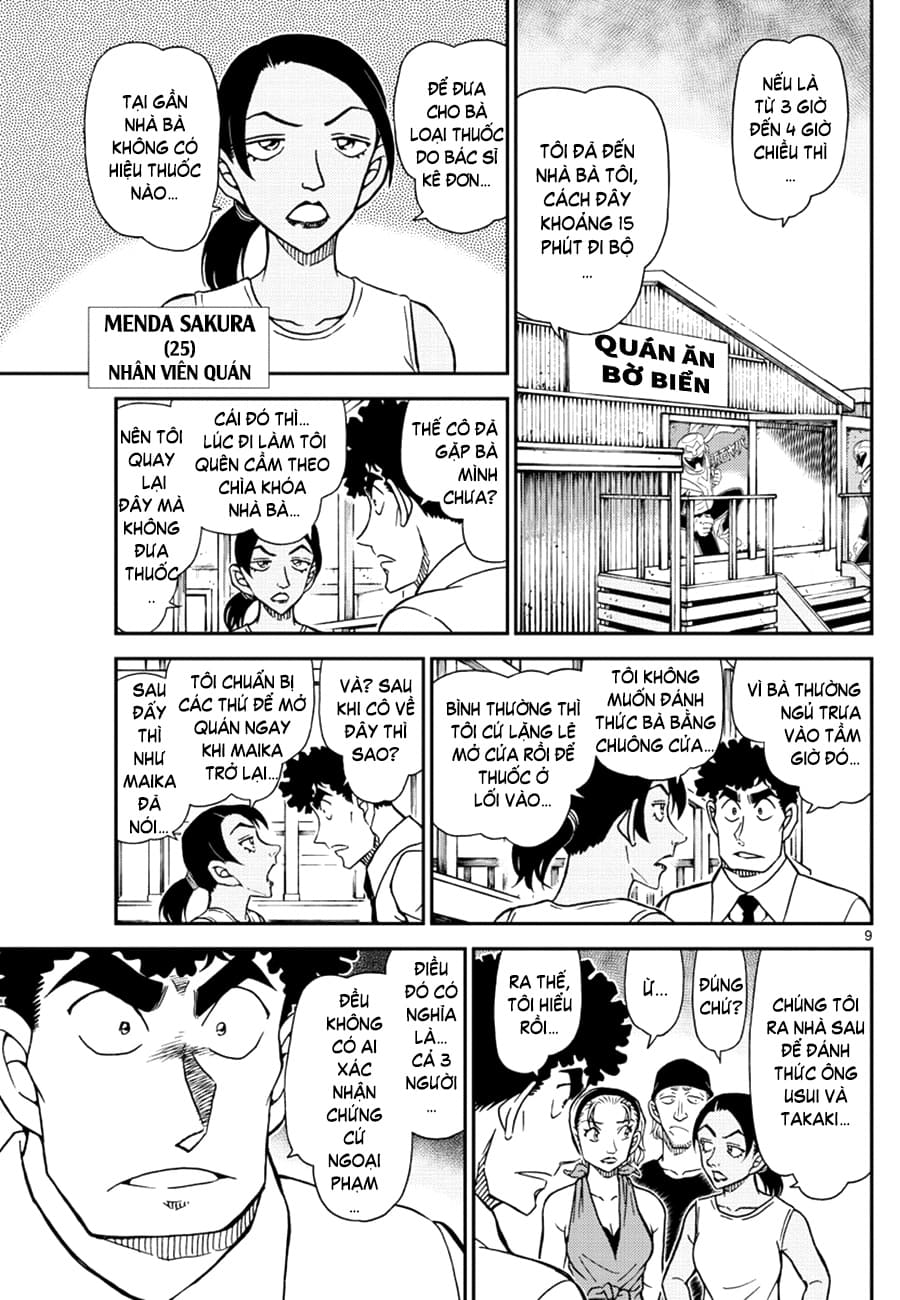 NẾU LÀ
TỪ 3 GIỜ
ĐẾN 4 GIỜ
CHIỀU THÌ
...
TÔI ĐÃ ĐẾN
NHÀ BÀ TÔI,
CÁCH ĐÂY
KHOẢNG 15
PHÚT ĐI BỘ
...
QUÁN ĂN
BỜ BIỂN
ĐỂ ĐƯA
CHO BÀ
LOẠI THUỐC
DO BÁC SĨ
KÊ ĐƠN...
TẠI GẦN
NHÀ BÀ
KHÔNG CÓ
HIỆU THUỐC
NÀO...
MENDA SAKURA
(25)
NHÂN VIÊN QUÁN
THẾ CÔ ĐÃ
GẶP BÀ
MÌNH
CHƯA?
CÁI ĐÓ THÌ...
LÚC ĐI LÀM TÔI
QUÊN CẦM THEO
CHÌA KHÓA
NHÀ BÀ...
NÊN TÔI
QUAY
LẠI
ĐÂY MÀ
KHÔNG
ĐƯA
THUỐC
..
VÌ BÀ THƯỜNG
NGỦ TRƯA
VÀO TẦM
GIỜ ĐÓ...
TÔI KHÔNG
MUỐN ĐÁNH
THỨC BÀ BẰNG
CHUÔNG CỬA...
BÌNH THƯỜNG THÌ
TÔI CỨ LẶNG LẼ
MỞ CỬA RỒI ĐỂ
THUỐC Ở
LỐI VÀO...
VÀ? SAU
KHI CÔ VỀ
ĐÂY THÌ
SAO?
TÔI CHUẨN BỊ
CÁC THỨ ĐỂ MỞ
QUÁN NGAY
KHI MAIKA
TRỞ LẠI...
SAU
ĐẤY THÌ
NHƯ
MAIKA
ĐÃ
NÓI...
9
CHÚNG TÔI
RA NHÀ SAU
ĐỂ ĐÁNH
THỨC ÔNG
USUI VÀ
TAKAKI...
ĐÚNG
CHỨ?
Ừ...
RA THẾ,
TÔI HIỂU
RỒI...
ĐIỀU
ĐÓ CÓ
NGHĨA
LÀ...
CẢ 3
NGƯỜI
...
ĐỀU
KHÔNG
CÓ AI
XÁC
NHẬN
CHỨNG
CỨ
NGOẠI
PHẠM
...